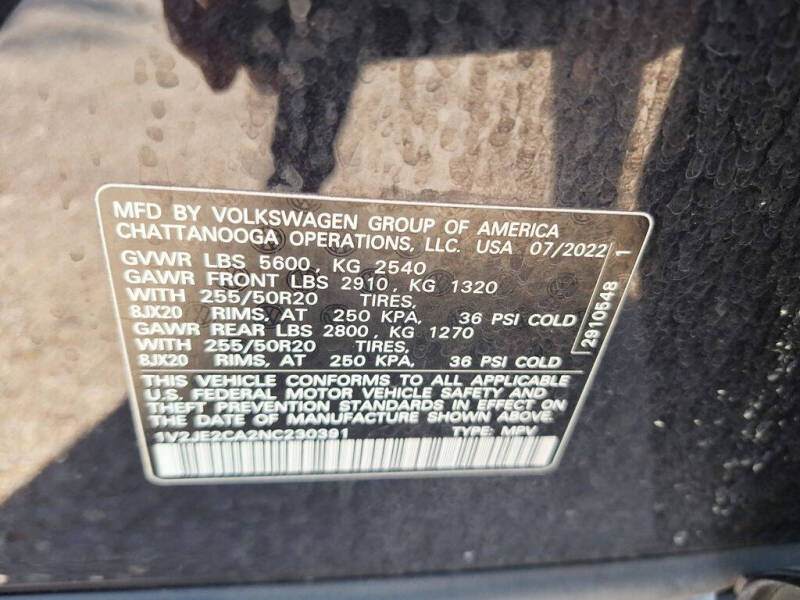 MFD BY VOLKSWAGEN GROUP OF AMERICA
CHATTANOOGA OPERATIONS, LLC. USA 07/2022
GVWR LBS 5600, KG 2540
GAWR FRONT LBS 2910, KG 1320
WITH 255/50R20 TIRES,
8JX20 RIMS, AT 250 KPA, 36 PSI COLD
GAWR REAR LBS 2800, KG 1270
WITH 255/50R20 TIRES,
8JX20 RIMS, AT 250 KPA, 36 PSI COLD
THIS VEHICLE CONFORMS TO ALL APPLICABLE
U.S. FEDERAL MOTOR VEHICLE SAFETY AND
THEFT PREVENTION STANDARDS IN EFFECT ON
THE DATE OF MANUFACTURE SHOWN ABOVE.
1V2JE2CA2NC230391 TYPE: MPV
2910548 1